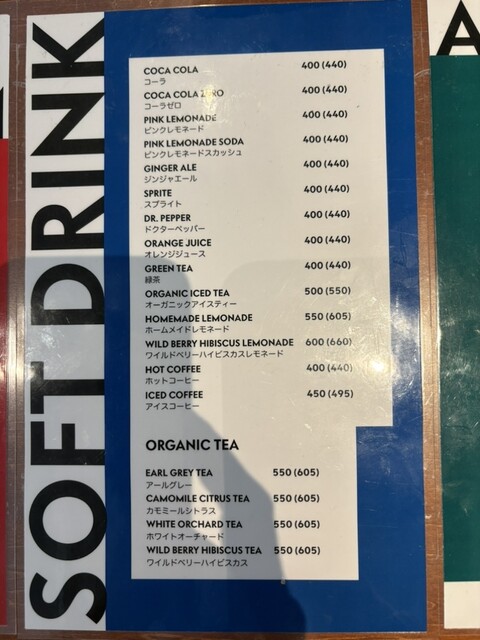 SOFT DRINK
COCA COLA 400 (440)
コーラ
COCA COLA ZERO 400 (440)
コーラゼロ
PINK LEMONADE 400 (440)
ピンクレモネード
PINK LEMONADE SODA 400 (440)
ピンクレモネードスカッシュ
GINGER ALE 400 (440)
ジンジャエール
SPRITE 400 (440)
スプライト
DR. PEPPER 400 (440)
ドクターペッパー
ORANGE JUICE 400 (440)
オレンジジュース
GREEN TEA 400 (440)
緑茶
ORGANIC ICED TEA 500 (550)
オーガニックアイスティー
HOMEMADE LEMONADE 550 (605)
ホームメイドレモネード
WILD BERRY HIBISCUS LEMONADE 600 (660)
ワイルドベリーハイビスカスレモネード
HOT COFFEE 400 (440)
ホットコーヒー
ICED COFFEE 450 (495)
アイスコーヒー
ORGANIC TEA
EARL GREY TEA 550 (605)
アールグレー
CAMOMILE CITRUS TEA 550 (605)
カモミールシトラス
WHITE ORCHARD TEA 550 (605)
ホワイトオーチャード
WILD BERRY HIBISCUS TEA 550 (605)
ワイルドベリーハイビスカス